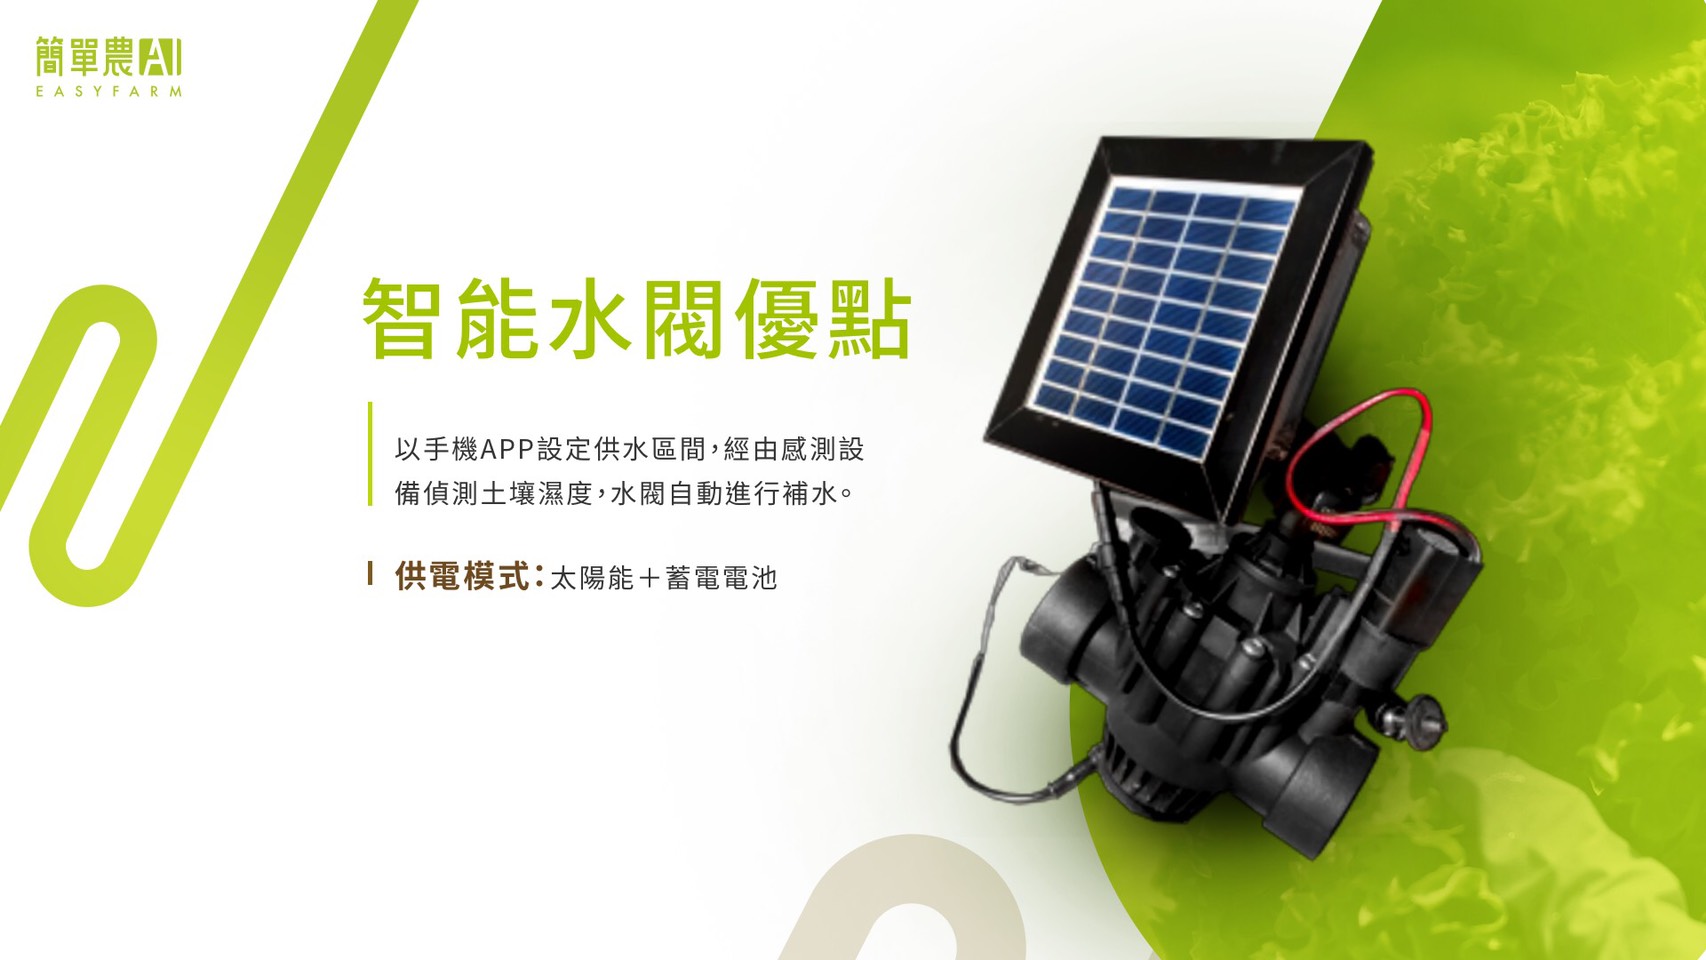 簡單農AI
EASYFARM
智能水閥優點
以手機APP設定供水區間，經由感測設
備偵測土壤濕度，水閥自動進行補水。
供電模式：太陽能＋蓄電電池